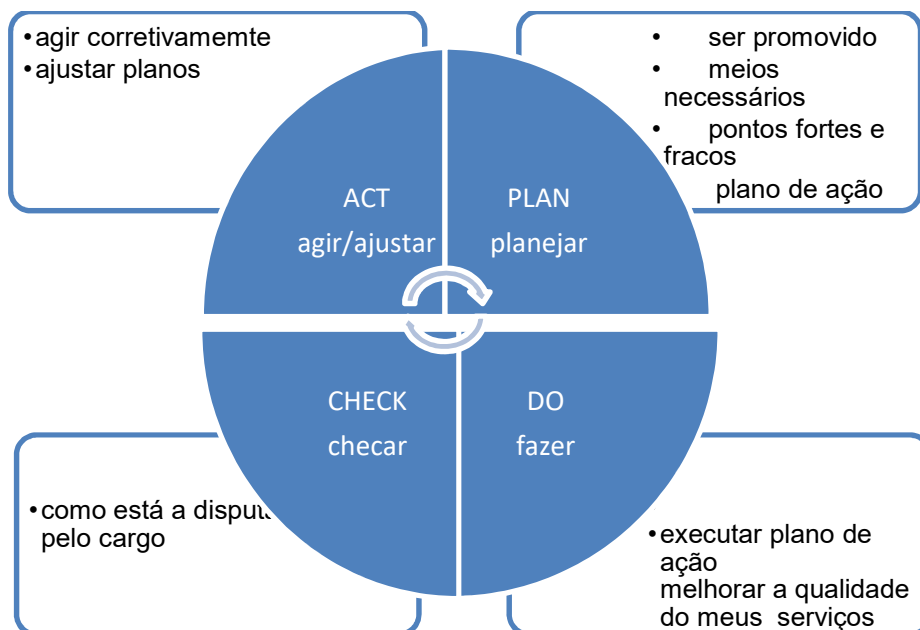 •agir corretivamemte
•ajustar planos
• ser promovido
• meios
necessários
• pontos fortes e
fracos
plano de ação
ACT
agir/ajustar
PLAN
planejar
CHECK
checar
DO
fazer
•como está a disputa
pelo cargo
•executar plano de
ação
melhorar a qualidade
do meus serviços